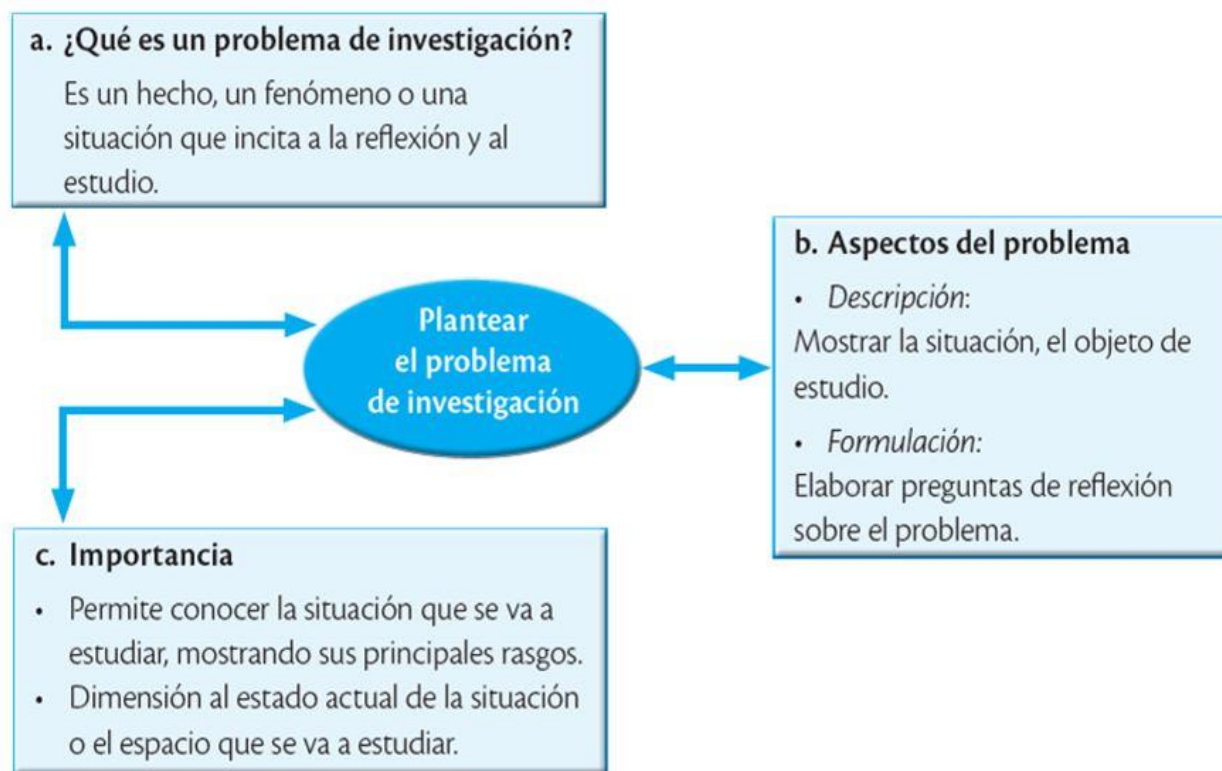 a. ¿Qué es un problema de investigación?
Es un hecho, un fenómeno o una
situación que incita a la reflexión y al
estudio.
Plantear
el problema
de investigación
b. Aspectos del problema
• Descripción:
Mostrar la situación, el objeto de
estudio.
• Formulación:
Elaborar preguntas de reflexión
sobre el problema.
c. Importancia
• Permite conocer la situación que se va a
estudiar, mostrando sus principales rasgos.
• Dimensión al estado actual de la situación
o el espacio que se va a estudiar.